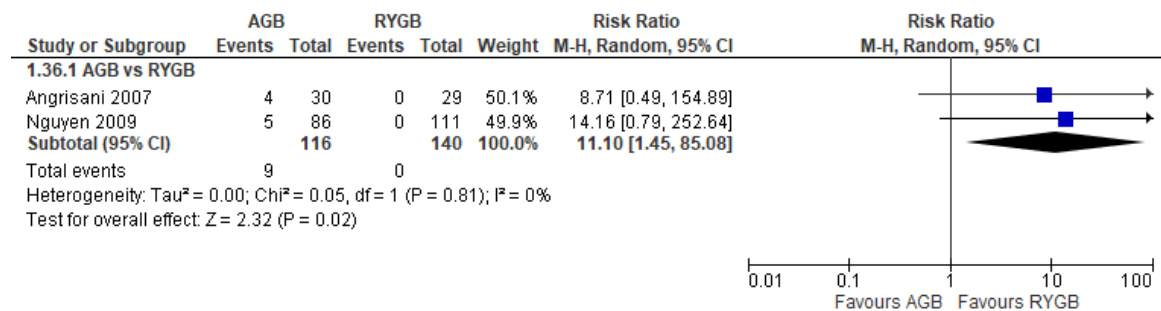 AGB RYGB Risk Ratio Risk Ratio
Study or Subgroup Events Total Events Total Weight M-H, Random, 95% CI M-H, Random, 95% CI
1.36.1 AGB vs RYGB
Angrisani 2007 4 30 0 29 50.1% 8.71 [0.49, 154.89]
Nguyen 2009 5 86 0 111 49.9% 14.16 [0.79, 252.64]
Subtotal (95% CI) 116 140 100.0% 11.10 [1.45, 85.08]
Total events 9 0
Heterogeneity: Tau² = 0.00; Chi² = 0.05, df = 1 (P = 0.81); I² = 0%
Test for overall effect: Z = 2.32 (P = 0.02)
0.01 0.1 1 10 100
Favours AGB Favours RYGB